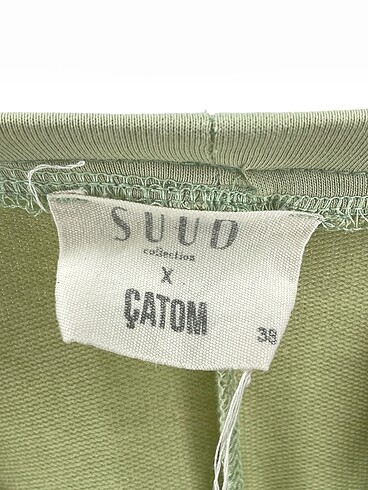 SUUD
collection
X
ÇATOM
38